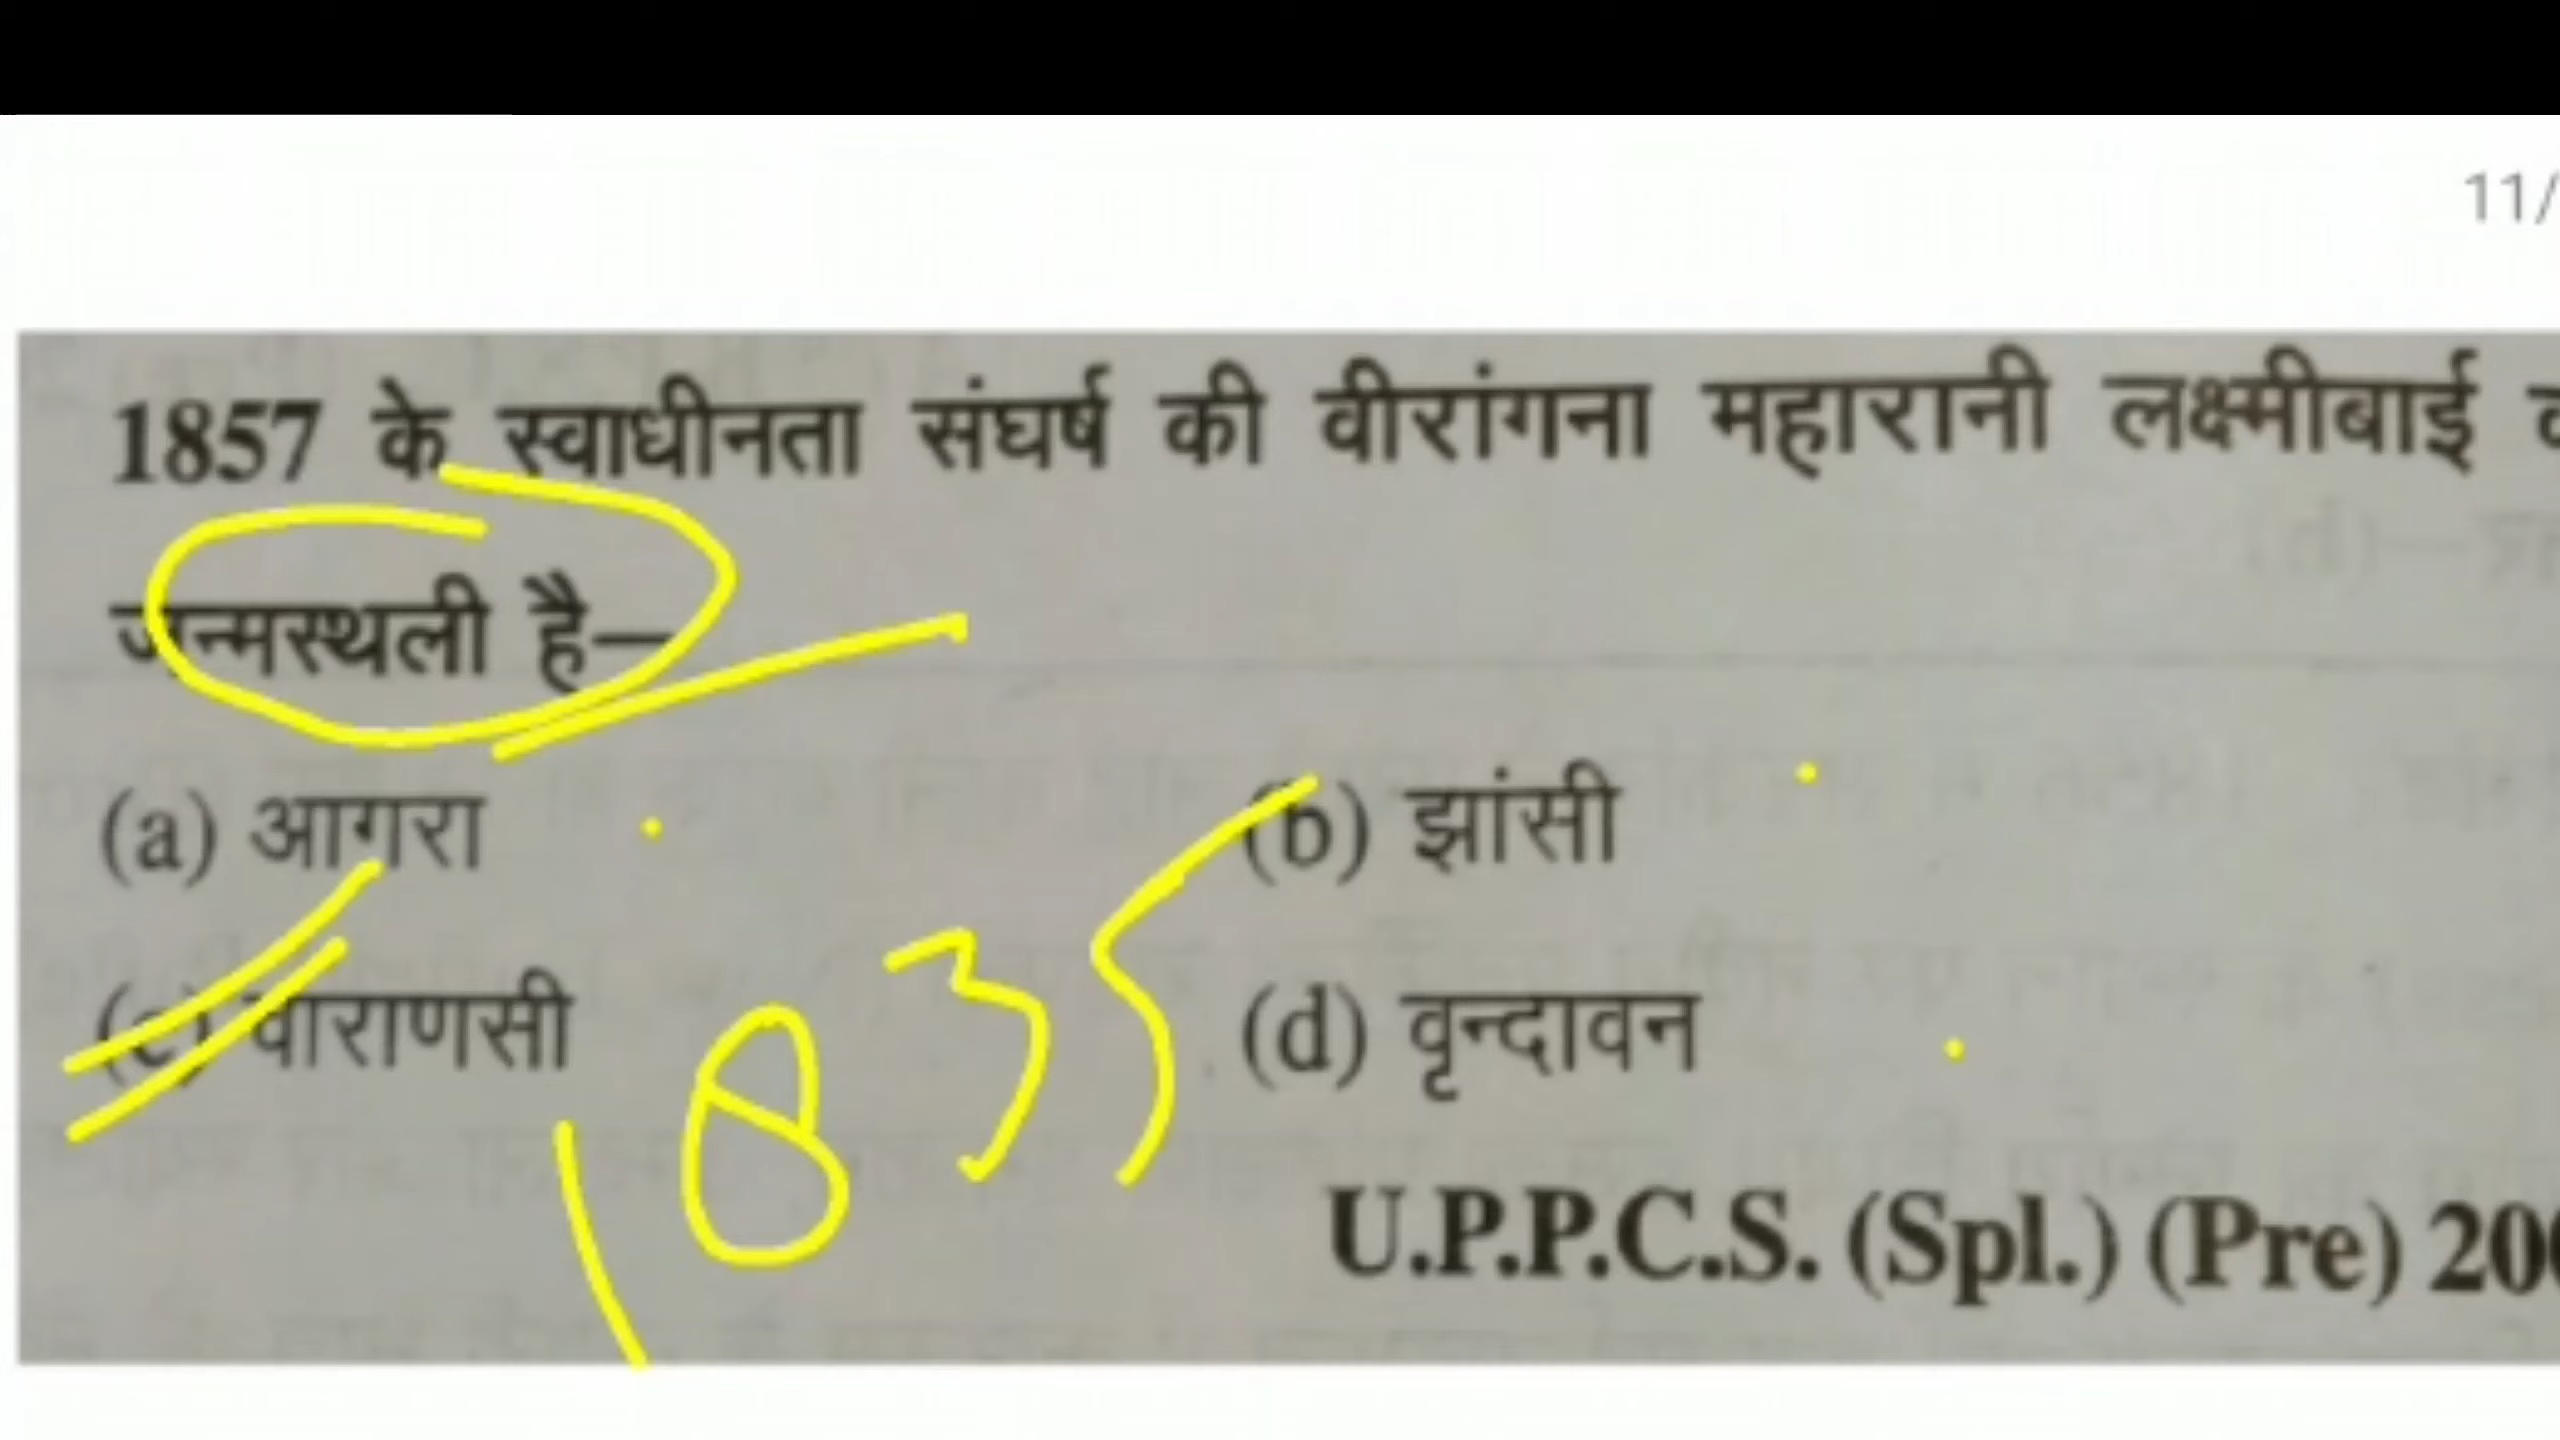 11/
1857 के स्वाधीनता संघर्ष की वीरांगना महारानी लक्ष्मीबाई
जन्मस्थली है—
(a) आगरा (b) झांसी
(c) वाराणसी (d) वृन्दावन
1835
U.P.P.C.S. (Spl.) (Pre)